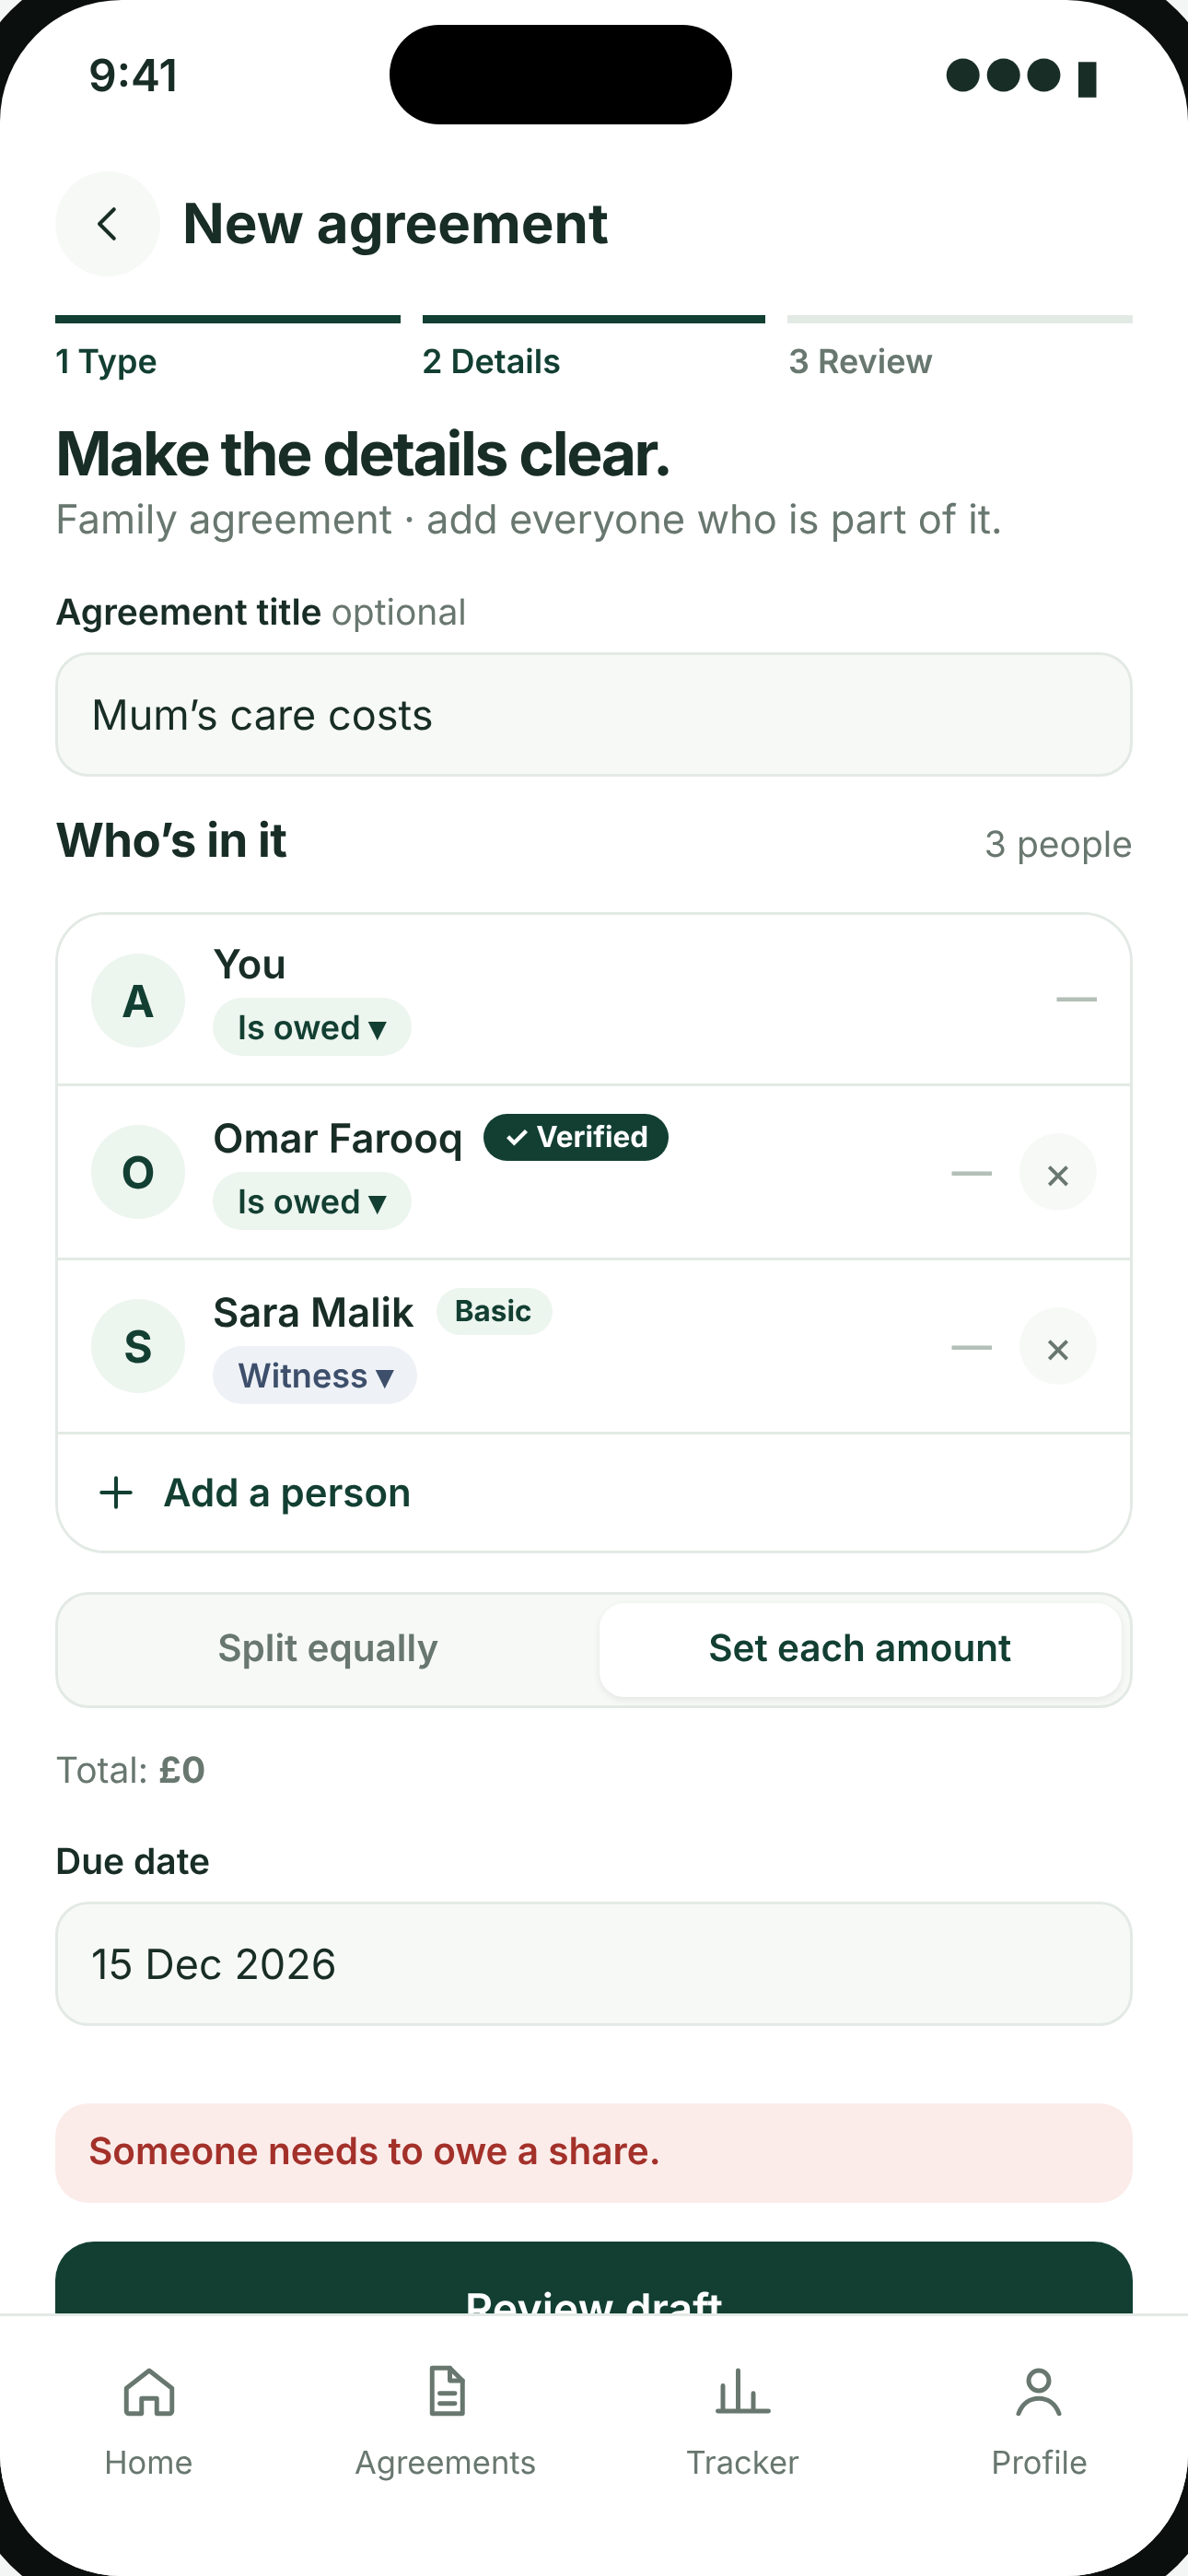 9:41
New agreement
1 Type
2 Details
3 Review
Make the details clear.
Family agreement · add everyone who is part of it.
Agreement title optional
Mum’s care costs
Who’s in it
3 people
A
You
Is owed ▾
—
O
Omar Farooq
✓ Verified
Is owed ▾
—
×
S
Sara Malik
Basic
Witness ▾
—
×
+ Add a person
Split equally
Set each amount
Total: £0
Due date
15 Dec 2026
Someone needs to owe a share.
Review draft
Home
Agreements
Tracker
Profile